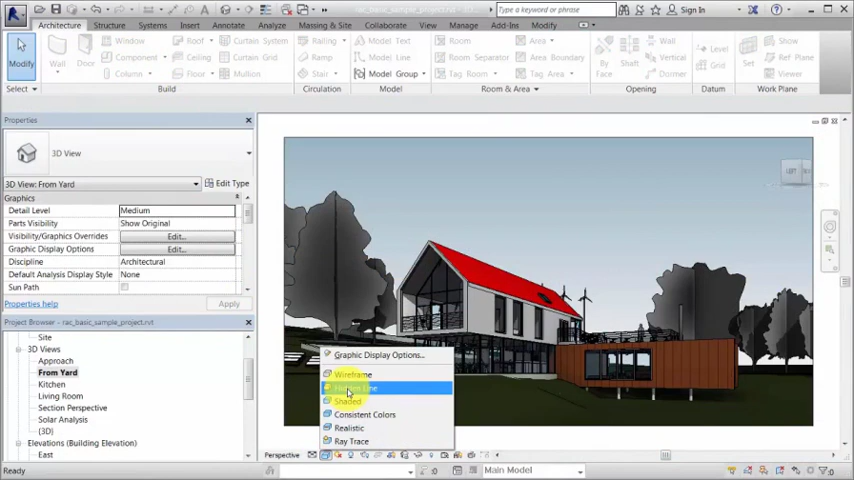 rac_basic_sample_project.rvt...
Type a keyword or phrase
Sign In
Architecture Structure Systems Insert Annotate Analyze Massing & Site Collaborate View Manage Add-Ins Modify
Modify
Wall Door
Window
Component
Column
Roof
Ceiling
Floor
Curtain System
Curtain Grid
Mullion
Railing
Ramp
Stair
Model Text
Model Line
Model Group
Room
Room Separator
Tag Room
Area
Area Boundary
Tag Area
By Face
Shaft
Wall
Vertical
Dormer
Level
Grid
Set
Show
Ref Plane
Viewer
Select Build Circulation Model Room & Area Opening Datum Work Plane
Properties
3D View
3D View: From Yard Edit Type
Graphics
Detail Level Medium
Parts Visibility Show Original
Visibility/Graphics Overrides Edit...
Graphic Display Options Edit...
Discipline Architectural
Default Analysis Display Style None
Sun Path
Properties help Apply
Project Browser - rac_basic_sample_project.rvt
Site
3D Views
Approach
From Yard
Kitchen
Living Room
Section Perspective
Solar Analysis
{3D}
Elevations (Building Elevation)
East
LEFT
Graphic Display Options...
Wireframe
Hidden Line
Shaded
Consistent Colors
Realistic
Ray Trace
Perspective
Ready
:0
Main Model
:0